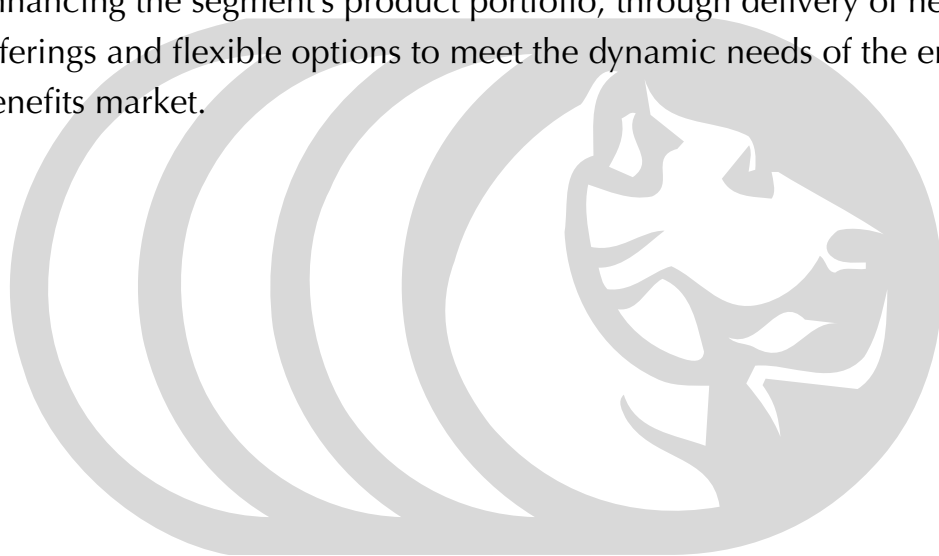 nhancing the segment's product portfolio, through delivery of ne
ferings and flexible options to meet the dynamic needs of the e
enefits market.